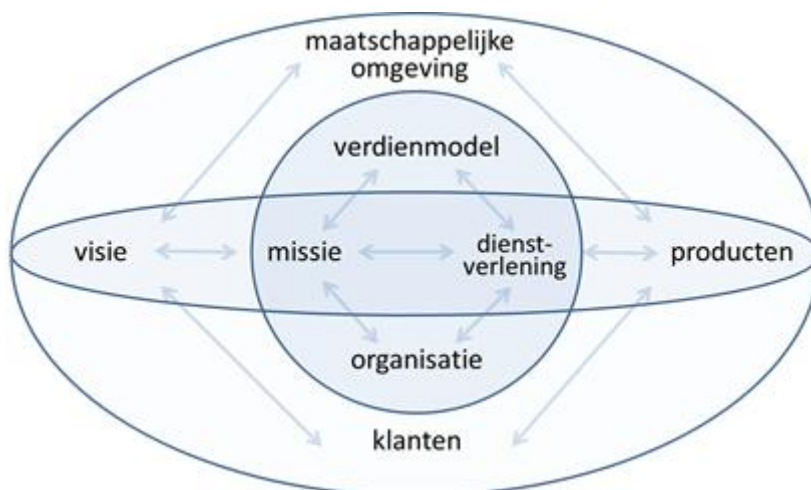 maatschappelijke
omgeving
verdienmodel
visie
missie
dienst-
verlening
producten
organisatie
klanten